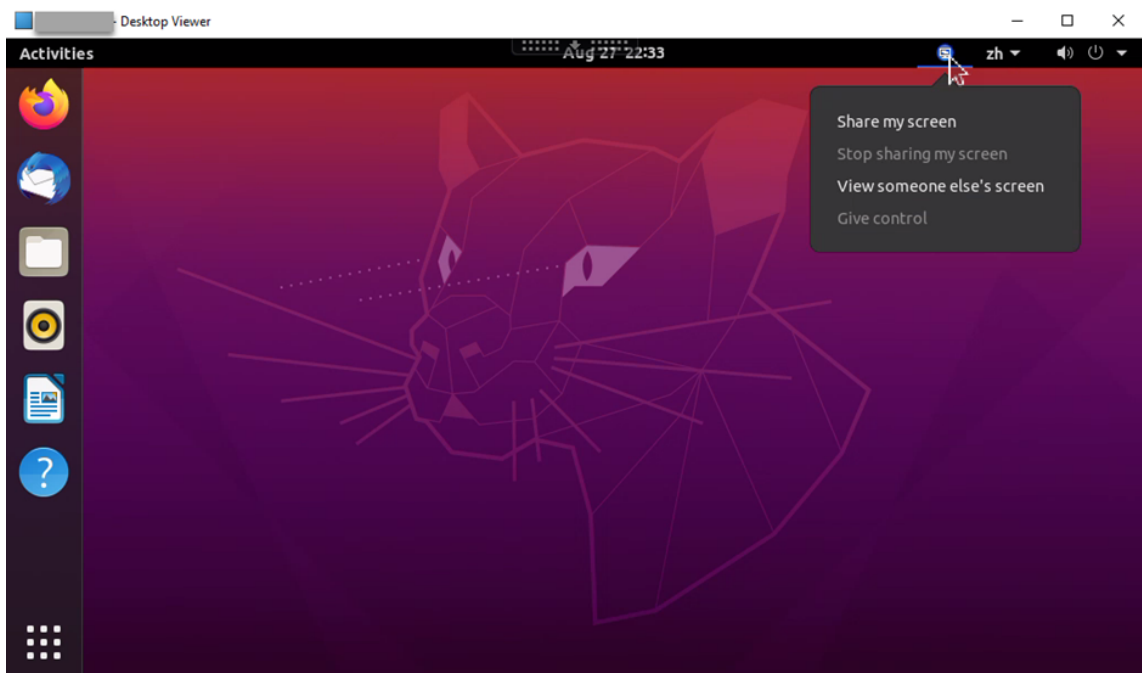 - Desktop Viewer
Activities
Aug 27 22:33
zh
Share my screen
Stop sharing my screen
View someone else's screen
Give control
?